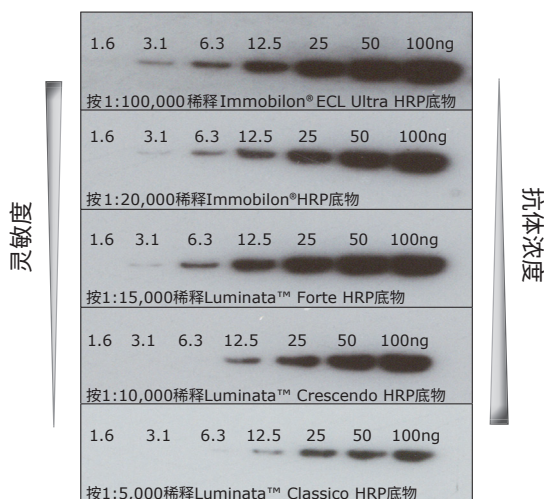 1.6 3.1 6.3 12.5 25 50 100ng
按1:100,000稀释Immobilon® ECL Ultra HRP底物
1.6 3.1 6.3 12.5 25 50 100ng
按1:20,000稀释Immobilon®HRP底物
1.6 3.1 6.3 12.5 25 50 100ng
按1:15,000稀释Luminata™ Forte HRP底物
1.6 3.1 6.3 12.5 25 50 100ng
按1:10,000稀释Luminata™ Crescendo HRP底物
1.6 3.1 6.3 12.5 25 50 100ng
按1:5,000稀释Luminata™ Classico HRP底物
灵敏度
抗体浓度